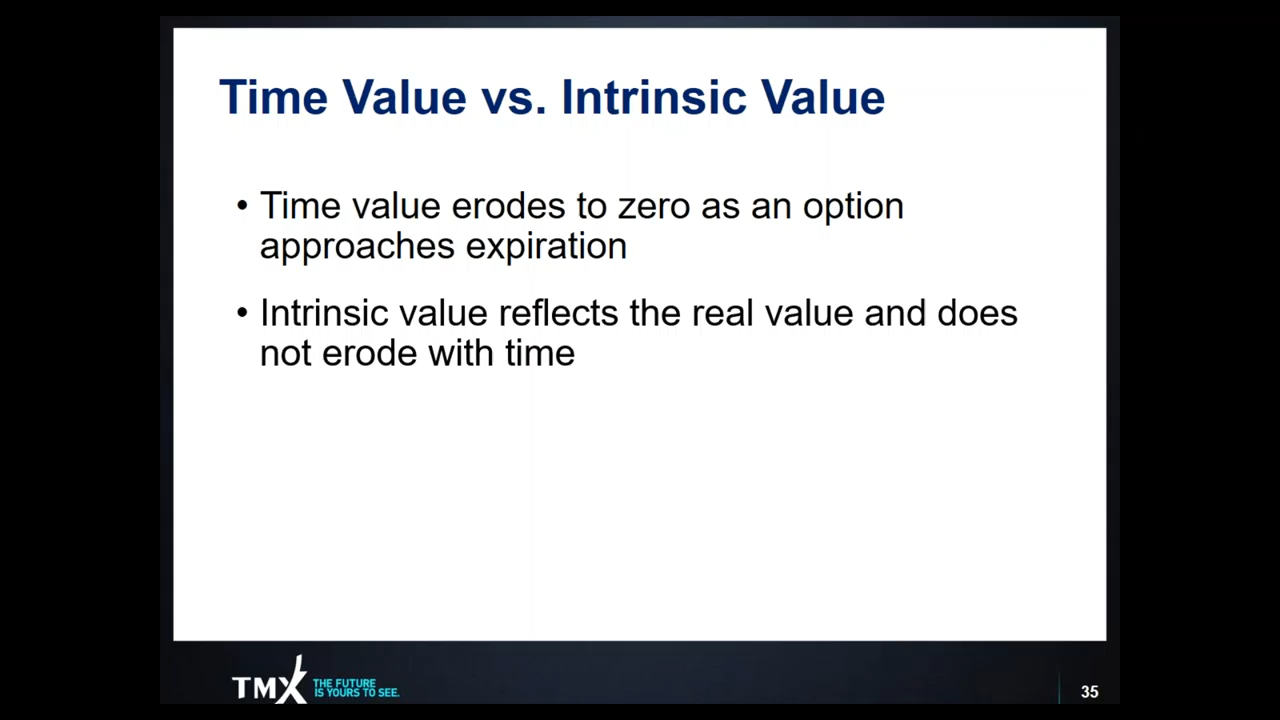 Time Value vs. Intrinsic Value
• Time value erodes to zero as an option
approaches expiration
• Intrinsic value reflects the real value and does
not erode with time
TMX THE FUTURE
IS YOURS TO SEE.
35